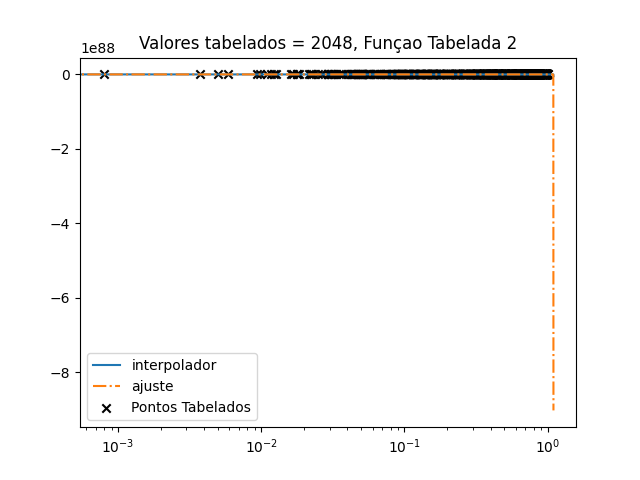 Valores tabelados = 2048, Funçao Tabelada 2
1e88
0
−2
−4
−6
−8
interpolador
ajuste
Pontos Tabelados
10⁻³
10⁻²
10⁻¹
10⁰